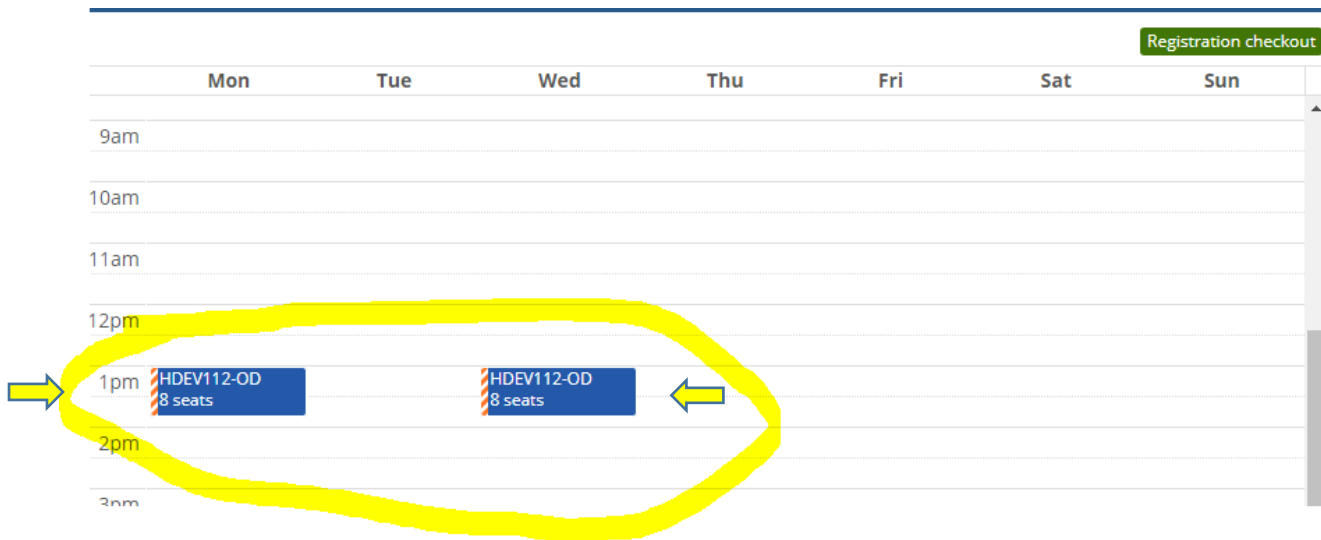 Registration checkout
Mon Tue Wed Thu Fri Sat Sun
9am
10am
11am
12pm
1pm HDEV112-OD HDEV112-OD
8 seats 8 seats
2pm
3pm